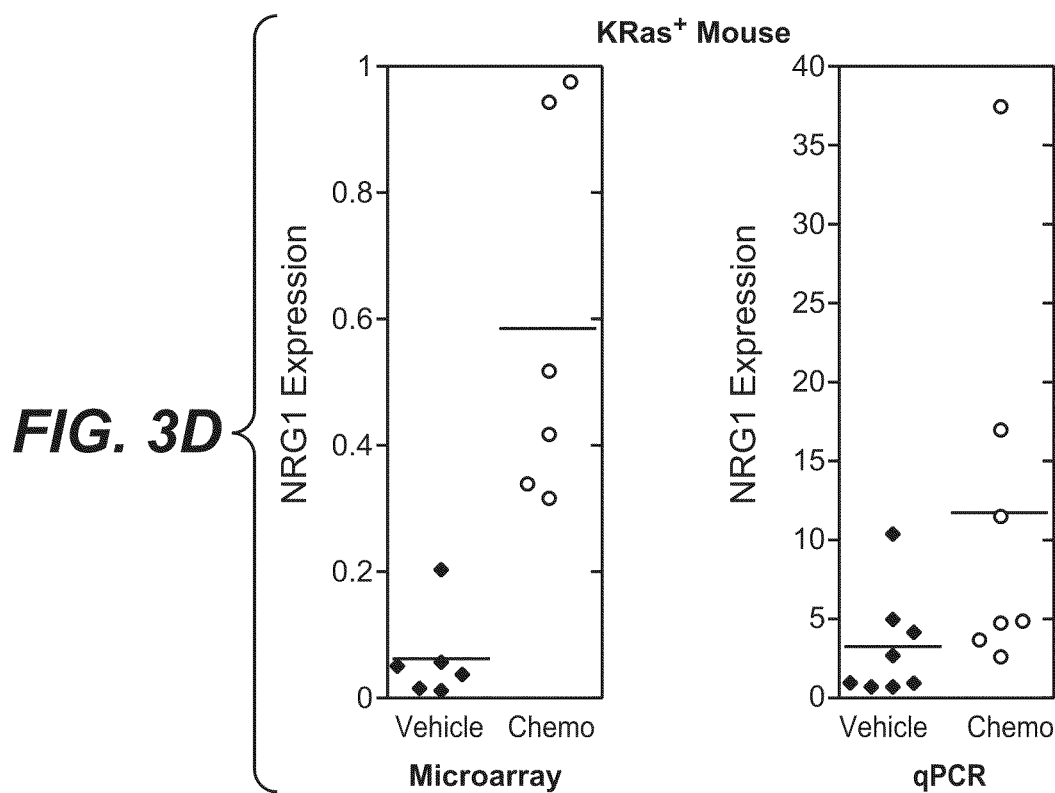 KRas+ Mouse
FIG. 3D
NRG1 Expression
1
0.8
0.6
0.4
0.2
0
Vehicle Chemo
Microarray
NRG1 Expression
40
35
30
25
20
15
10
5
0
Vehicle Chemo
qPCR